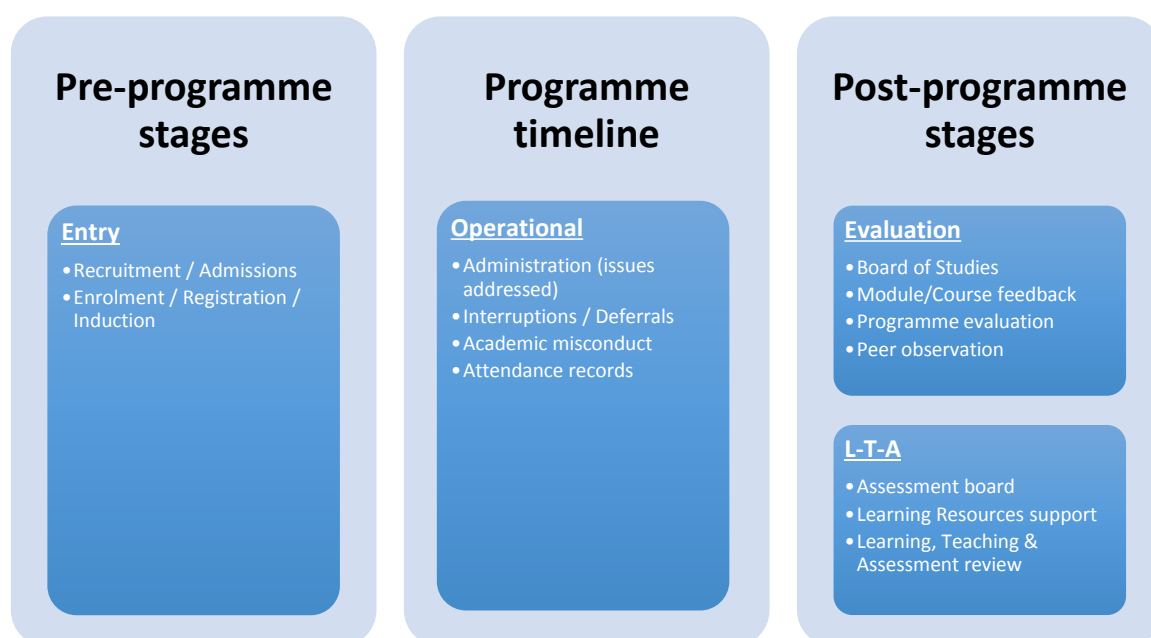 Pre-programme
stages
Entry
•Recruitment / Admissions
•Enrolment / Registration /
Induction
Programme
timeline
Operational
•Administration (issues
addressed)
•Interruptions / Deferrals
•Academic misconduct
•Attendance records
Post-programme
stages
Evaluation
•Board of Studies
•Module/Course feedback
•Programme evaluation
•Peer observation
L-T-A
•Assessment board
•Learning Resources support
•Learning, Teaching &
Assessment review